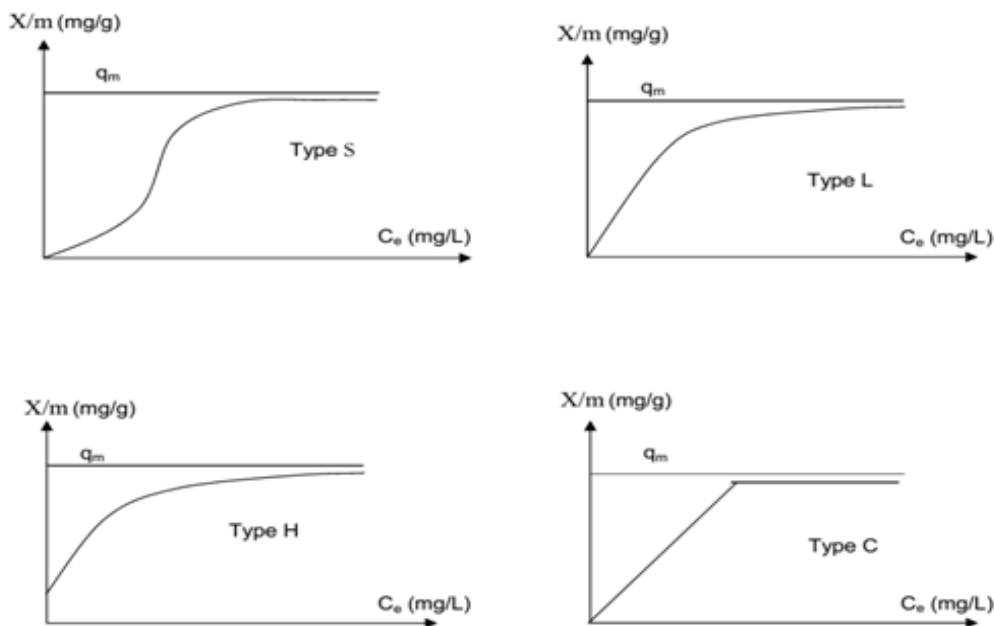 X/m (mg/g)
qm
Type S
Ce (mg/L)
X/m (mg/g)
qm
Type L
Ce (mg/L)
X/m (mg/g)
qm
Type H
Ce (mg/L)
X/m (mg/g)
qm
Type C
Ce (mg/L)